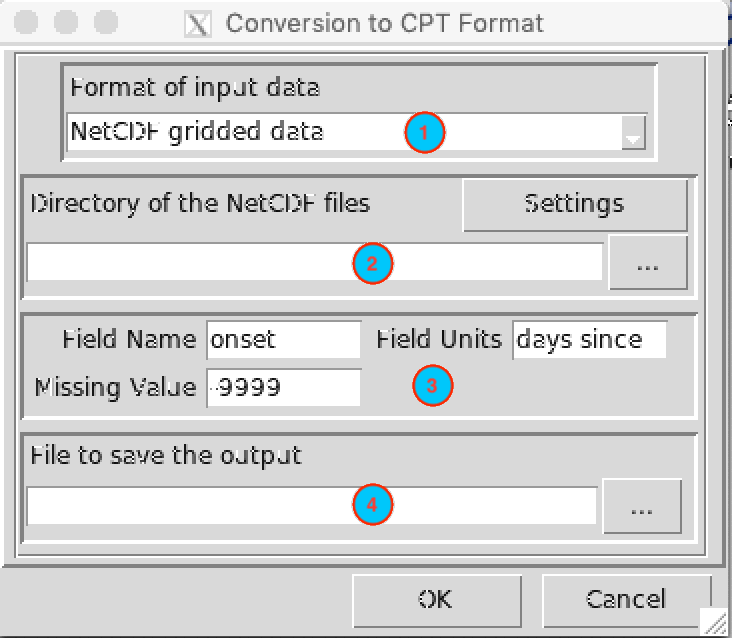 Conversion to CPT Format
Format of input data
NetCDF gridded data 1
Directory of the NetCDF files Settings
2 ...
Field Name onset Field Units days since
Missing Value -9999 3
File to save the output
4 ...
OK Cancel